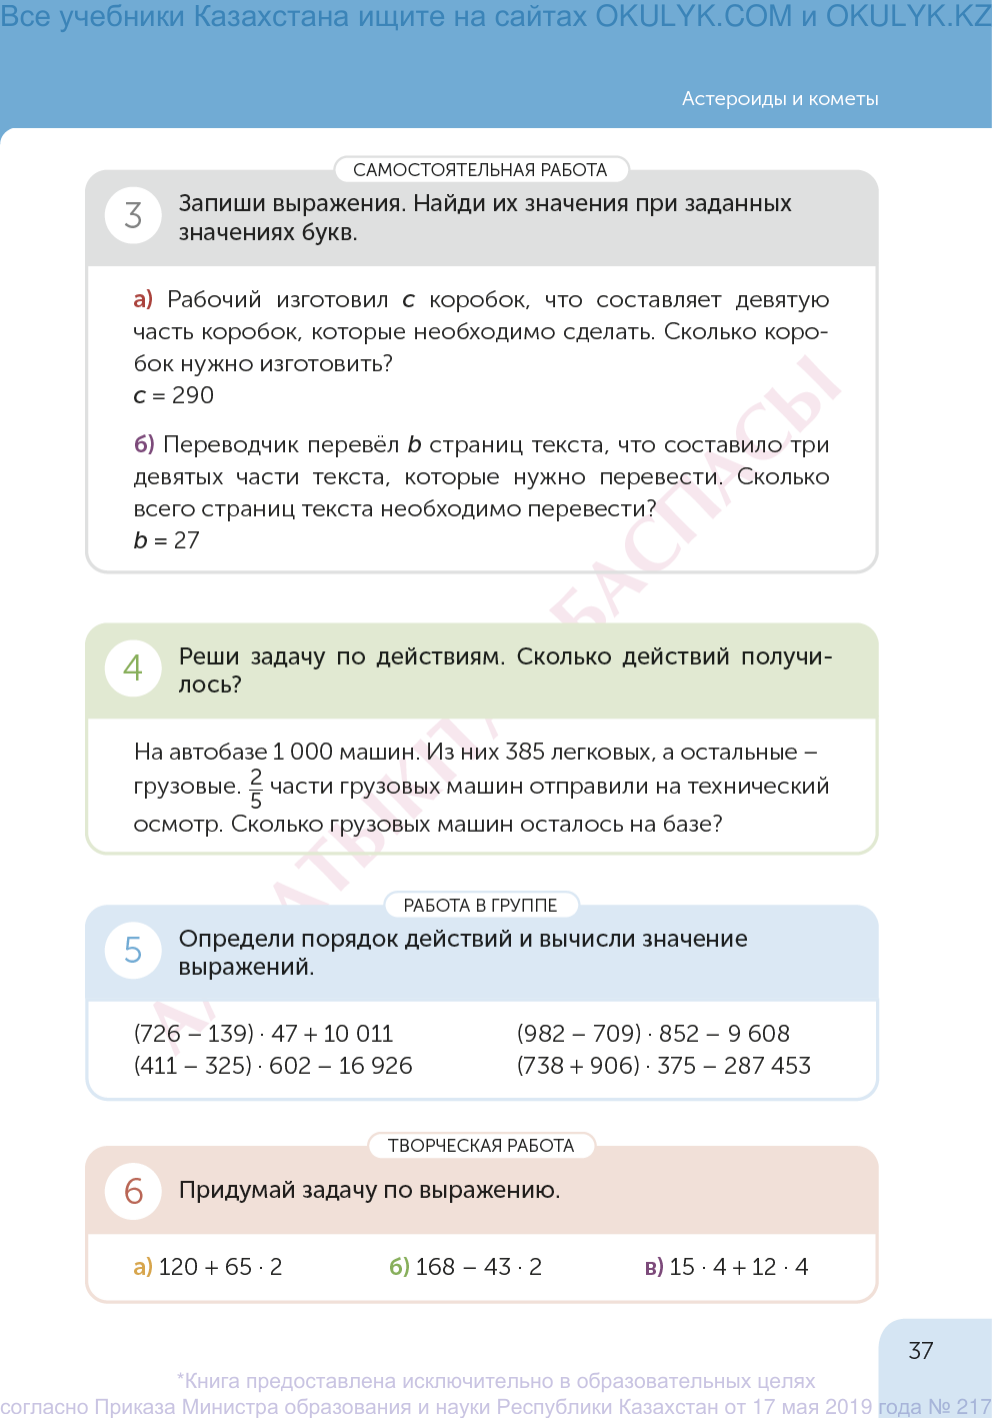 Все учебники Казахстана ищите на сайтах OKULYK.COM и OKULYK.KZ
Астероиды и кометы
САМОСТОЯТЕЛЬНАЯ РАБОТА
3
Запиши выражения. Найди их значения при заданных
значениях букв.
а) Рабочий изготовил c коробок, что составляет девятую
часть коробок, которые необходимо сделать. Сколько коро-
бок нужно изготовить?
c = 290
б) Переводчик перевёл b страниц текста, что составило три
девятых части текста, которые нужно перевести. Сколько
всего страниц текста необходимо перевести?
b = 27
4
Реши задачу по действиям. Сколько действий получи-
лось?
На автобазе 1 000 машин. Из них 385 легковых, а остальные –
грузовые. 2/5 части грузовых машин отправили на технический
осмотр. Сколько грузовых машин осталось на базе?
РАБОТА В ГРУППЕ
5
Определи порядок действий и вычисли значение
выражений.
(726 – 139) · 47 + 10 011 (982 – 709) · 852 – 9 608
(411 – 325) · 602 – 16 926 (738 + 906) · 375 – 287 453
ТВОРЧЕСКАЯ РАБОТА
6
Придумай задачу по выражению.
а) 120 + 65 · 2 б) 168 – 43 · 2 в) 15 · 4 + 12 · 4
37
*Книга предоставлена исключительно в образовательных целях
согласно Приказа Министра образования и науки Республики Казахстан от 17 мая 2019 года № 217